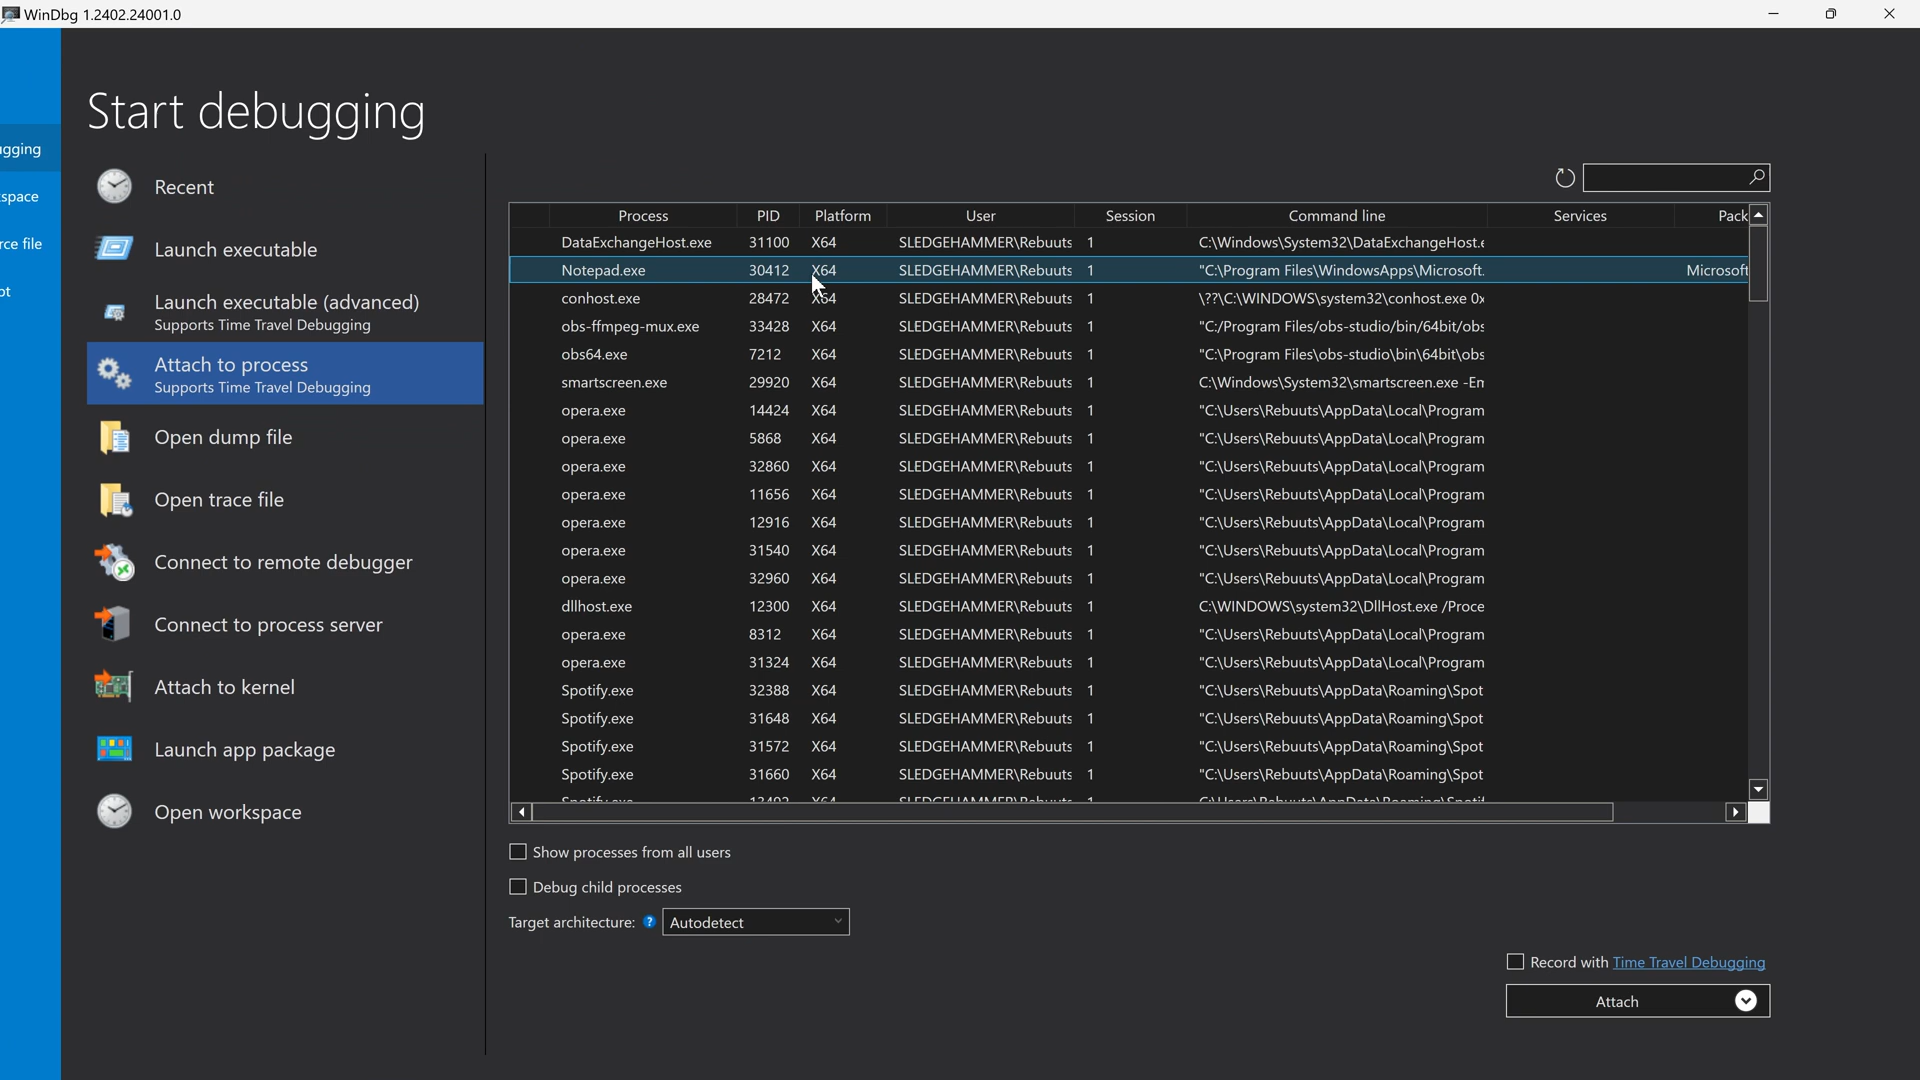 WinDbg 1.2402.24001.0
Start debugging
gging
space
rce file
pt
Recent
Launch executable
Launch executable (advanced)
Supports Time Travel Debugging
Attach to process
Supports Time Travel Debugging
Open dump file
Open trace file
Connect to remote debugger
Connect to process server
Attach to kernel
Launch app package
Open workspace
Process PID Platform User Session Command line Services Pack
DataExchangeHost.exe 31100 X64 SLEDGEHAMMER\Rebuuts 1 C:\Windows\System32\DataExchangeHost.e
Notepad.exe 30412 X64 SLEDGEHAMMER\Rebuuts 1 "C:\Program Files\WindowsApps\Microsoft. Microsoft
conhost.exe 28472 X64 SLEDGEHAMMER\Rebuuts 1 \??\C:\WINDOWS\system32\conhost.exe 0x
obs-ffmpeg-mux.exe 33428 X64 SLEDGEHAMMER\Rebuuts 1 "C:/Program Files/obs-studio/bin/64bit/obs
obs64.exe 7212 X64 SLEDGEHAMMER\Rebuuts 1 "C:\Program Files\obs-studio\bin\64bit\obs
smartscreen.exe 29920 X64 SLEDGEHAMMER\Rebuuts 1 C:\Windows\System32\smartscreen.exe -Em
opera.exe 14424 X64 SLEDGEHAMMER\Rebuuts 1 "C:\Users\Rebuuts\AppData\Local\Program
opera.exe 5868 X64 SLEDGEHAMMER\Rebuuts 1 "C:\Users\Rebuuts\AppData\Local\Program
opera.exe 32860 X64 SLEDGEHAMMER\Rebuuts 1 "C:\Users\Rebuuts\AppData\Local\Program
opera.exe 11656 X64 SLEDGEHAMMER\Rebuuts 1 "C:\Users\Rebuuts\AppData\Local\Program
opera.exe 12916 X64 SLEDGEHAMMER\Rebuuts 1 "C:\Users\Rebuuts\AppData\Local\Program
opera.exe 31540 X64 SLEDGEHAMMER\Rebuuts 1 "C:\Users\Rebuuts\AppData\Local\Program
opera.exe 32960 X64 SLEDGEHAMMER\Rebuuts 1 "C:\Users\Rebuuts\AppData\Local\Program
dllhost.exe 12300 X64 SLEDGEHAMMER\Rebuuts 1 C:\WINDOWS\system32\DllHost.exe /Proce
opera.exe 8312 X64 SLEDGEHAMMER\Rebuuts 1 "C:\Users\Rebuuts\AppData\Local\Program
opera.exe 31324 X64 SLEDGEHAMMER\Rebuuts 1 "C:\Users\Rebuuts\AppData\Local\Program
Spotify.exe 32388 X64 SLEDGEHAMMER\Rebuuts 1 "C:\Users\Rebuuts\AppData\Roaming\Spot
Spotify.exe 31648 X64 SLEDGEHAMMER\Rebuuts 1 "C:\Users\Rebuuts\AppData\Roaming\Spot
Spotify.exe 31572 X64 SLEDGEHAMMER\Rebuuts 1 "C:\Users\Rebuuts\AppData\Roaming\Spot
Spotify.exe 31660 X64 SLEDGEHAMMER\Rebuuts 1 "C:\Users\Rebuuts\AppData\Roaming\Spot
Show processes from all users
Debug child processes
Target architecture: ? Autodetect
Record with Time Travel Debugging
Attach